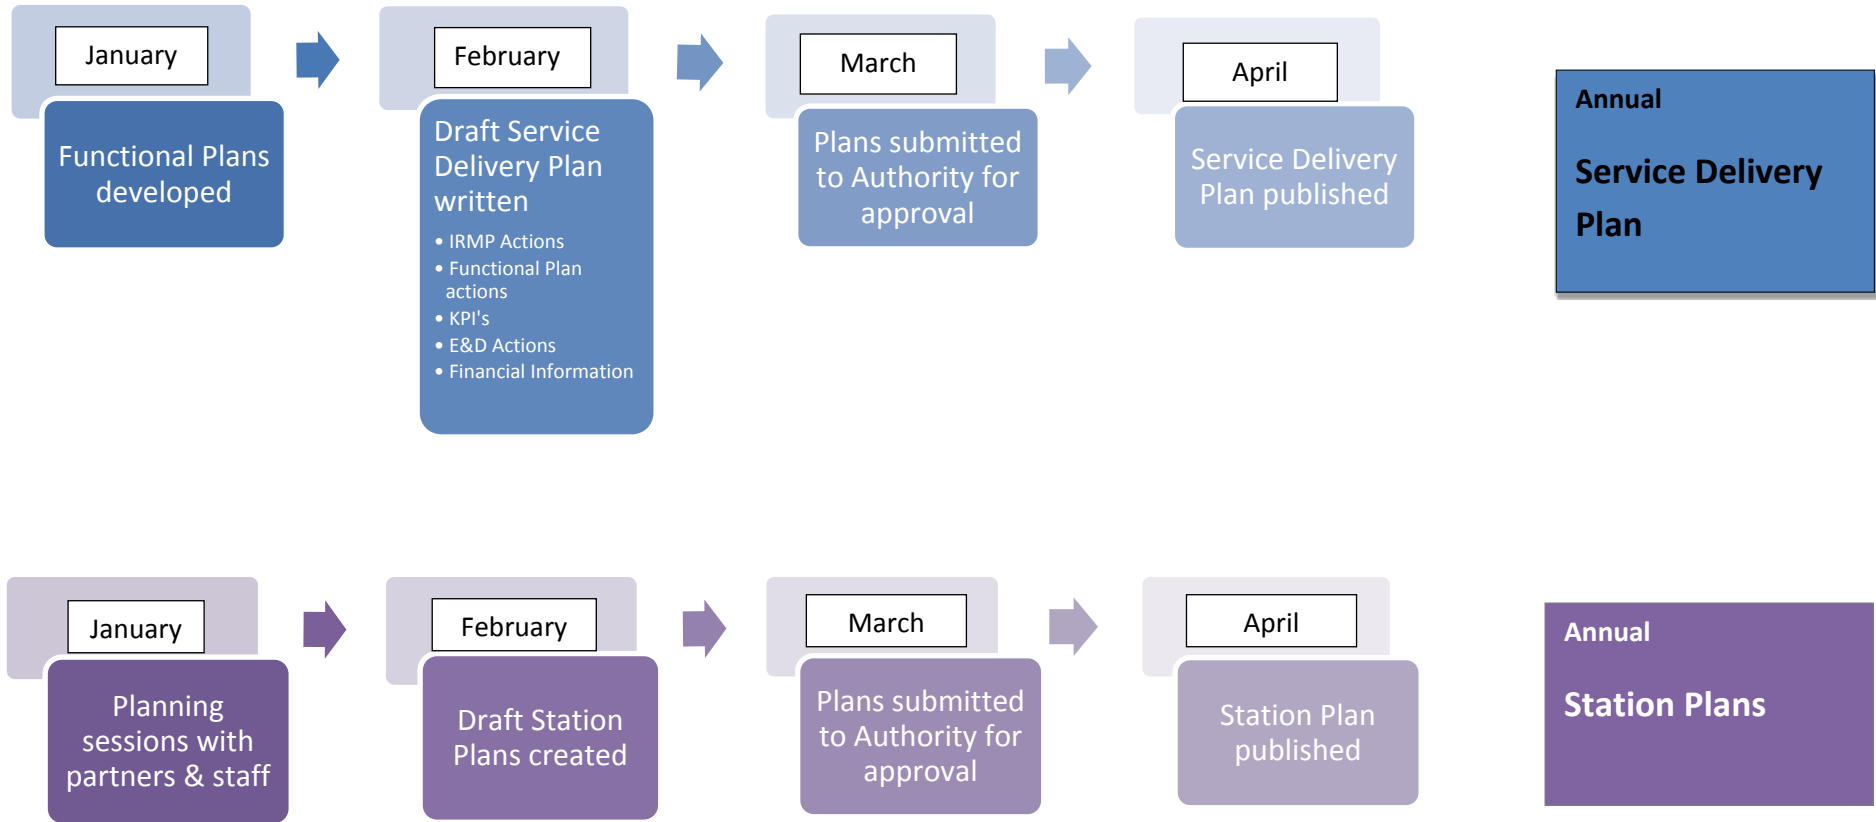 January
Functional Plans
developed
February
Draft Service
Delivery Plan
written
• IRMP Actions
• Functional Plan
actions
• KPI's
• E&D Actions
• Financial Information
March
Plans submitted
to Authority for
approval
April
Service Delivery
Plan published
Annual
Service Delivery
Plan
January
Planning
sessions with
partners & staff
February
Draft Station
Plans created
March
Plans submitted
to Authority for
approval
April
Station Plan
published
Annual
Station Plans